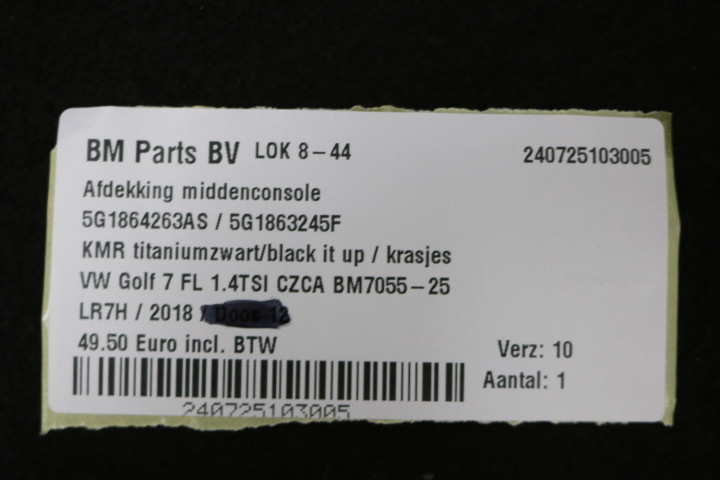 BM Parts BV LOK 8-44 240725103005
Afdekking middenconsole
5G1864263AS / 5G1863245F
KMR titaniumzwart/black it up / krasjes
VW Golf 7 FL 1.4TSI CZCA BM7055-25
LR7H / 2018 / Doos 12
49.50 Euro incl. BTW Verz: 10
Aantal: 1
240725103005